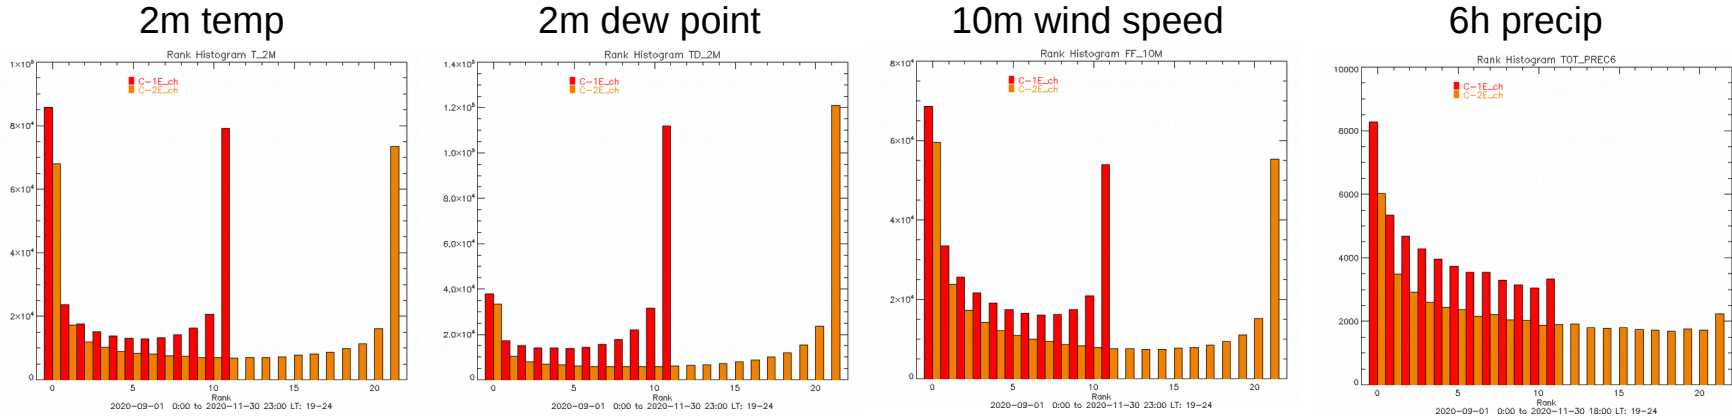 2m temp
2m dew point
10m wind speed
6h precip
Rank Histogram T_2M
1×10⁵
8×10⁴
6×10⁴
4×10⁴
2×10⁴
0
C-1E_ch
C-2E_ch
0 5 10 15 20
Rank
2020-09-01 0:00 to 2020-11-30 23:00 LT: 19-24
Rank Histogram TD_2M
1.4×10⁵
1.2×10⁵
1.0×10⁵
8.0×10⁴
6.0×10⁴
4.0×10⁴
2.0×10⁴
0
C-1E_ch
C-2E_ch
0 5 10 15 20
Rank
2020-09-01 0:00 to 2020-11-30 23:00 LT: 19-24
Rank Histogram FF_10M
8×10⁴
6×10⁴
4×10⁴
2×10⁴
0
C-1E_ch
C-2E_ch
0 5 10 15 20
Rank
2020-09-01 0:00 to 2020-11-30 23:00 LT: 19-24
Rank Histogram TOT_PREC6
10000
8000
6000
4000
2000
0
C-1E_ch
C-2E_ch
0 5 10 15 20
Rank
2020-09-01 0:00 to 2020-11-30 18:00 LT: 19-24